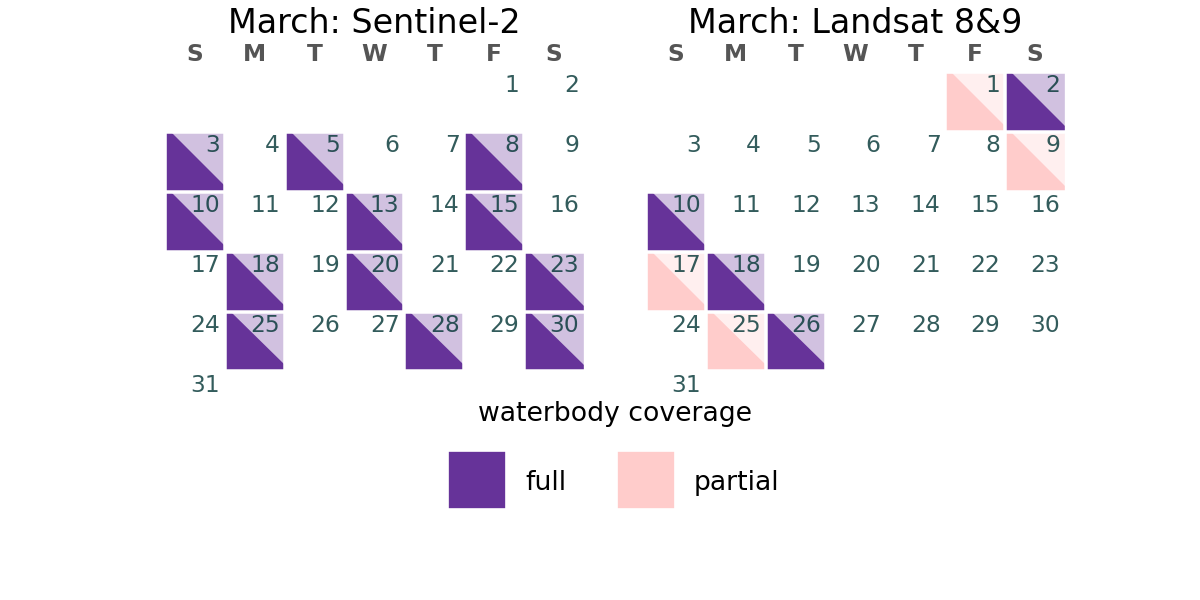 March: Sentinel-2
S M T W T F S
1 2
3 4 5 6 7 8 9
10 11 12 13 14 15 16
17 18 19 20 21 22 23
24 25 26 27 28 29 30
31
March: Landsat 8&9
S M T W T F S
1 2
3 4 5 6 7 8 9
10 11 12 13 14 15 16
17 18 19 20 21 22 23
24 25 26 27 28 29 30
31
waterbody coverage
full
partial